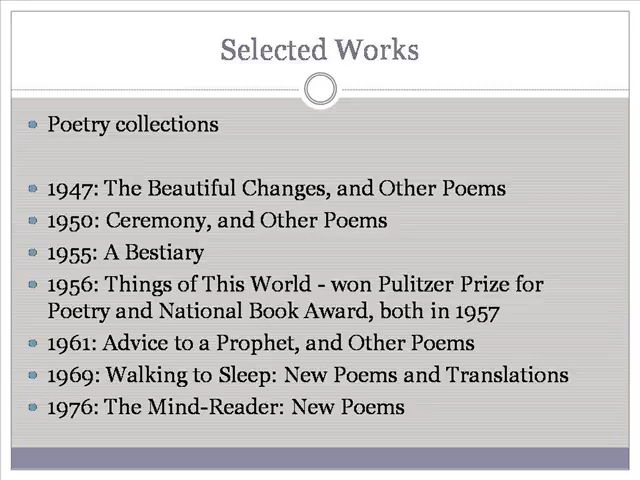 Selected Works
Poetry collections
1947: The Beautiful Changes, and Other Poems
1950: Ceremony, and Other Poems
1955: A Bestiary
1956: Things of This World - won Pulitzer Prize for
Poetry and National Book Award, both in 1957
1961: Advice to a Prophet, and Other Poems
1969: Walking to Sleep: New Poems and Translations
1976: The Mind-Reader: New Poems